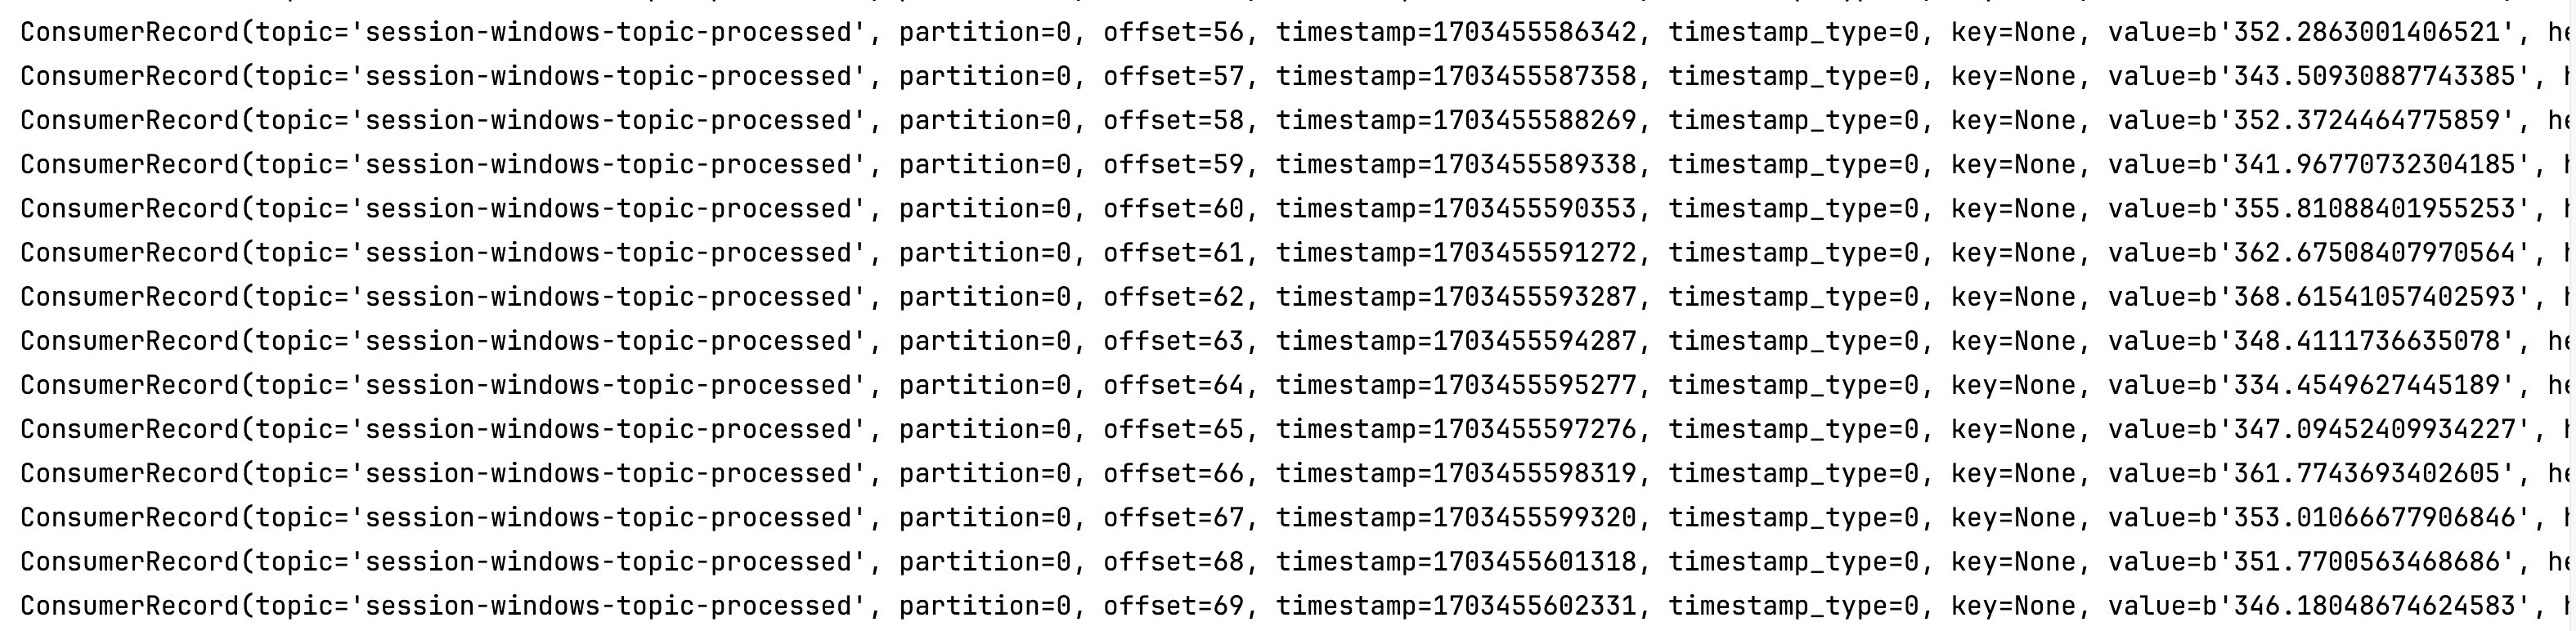 ConsumerRecord(topic='session-windows-topic-processed', partition=0, offset=56, timestamp=1703455586342, timestamp_type=0, key=None, value=b'352.2863001406521', he
ConsumerRecord(topic='session-windows-topic-processed', partition=0, offset=57, timestamp=1703455587358, timestamp_type=0, key=None, value=b'343.50930887743385', h
ConsumerRecord(topic='session-windows-topic-processed', partition=0, offset=58, timestamp=1703455588269, timestamp_type=0, key=None, value=b'352.3724464775859', he
ConsumerRecord(topic='session-windows-topic-processed', partition=0, offset=59, timestamp=1703455589338, timestamp_type=0, key=None, value=b'341.96770732304185', h
ConsumerRecord(topic='session-windows-topic-processed', partition=0, offset=60, timestamp=1703455590353, timestamp_type=0, key=None, value=b'355.81088401955253', h
ConsumerRecord(topic='session-windows-topic-processed', partition=0, offset=61, timestamp=1703455591272, timestamp_type=0, key=None, value=b'362.67508407970564', h
ConsumerRecord(topic='session-windows-topic-processed', partition=0, offset=62, timestamp=1703455593287, timestamp_type=0, key=None, value=b'368.61541057402593', h
ConsumerRecord(topic='session-windows-topic-processed', partition=0, offset=63, timestamp=1703455594287, timestamp_type=0, key=None, value=b'348.4111736635078', he
ConsumerRecord(topic='session-windows-topic-processed', partition=0, offset=64, timestamp=1703455595277, timestamp_type=0, key=None, value=b'334.4549627445189', he
ConsumerRecord(topic='session-windows-topic-processed', partition=0, offset=65, timestamp=1703455597276, timestamp_type=0, key=None, value=b'347.09452409934227', h
ConsumerRecord(topic='session-windows-topic-processed', partition=0, offset=66, timestamp=1703455598319, timestamp_type=0, key=None, value=b'361.7743693402605', he
ConsumerRecord(topic='session-windows-topic-processed', partition=0, offset=67, timestamp=1703455599320, timestamp_type=0, key=None, value=b'353.01066677906846', h
ConsumerRecord(topic='session-windows-topic-processed', partition=0, offset=68, timestamp=1703455601318, timestamp_type=0, key=None, value=b'351.7700563468686', he
ConsumerRecord(topic='session-windows-topic-processed', partition=0, offset=69, timestamp=1703455602331, timestamp_type=0, key=None, value=b'346.18048674624583', h